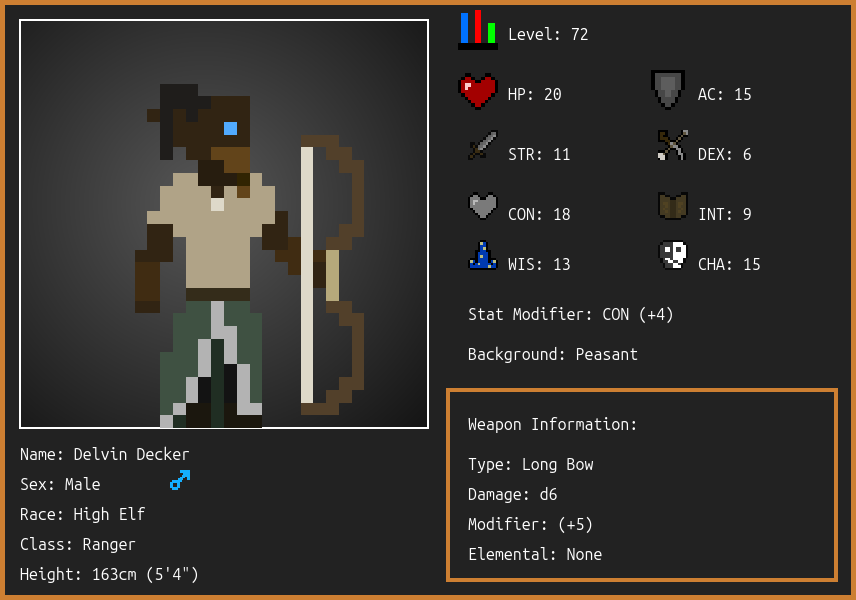 Level: 72
HP: 20
AC: 15
STR: 11
DEX: 6
CON: 18
INT: 9
WIS: 13
CHA: 15
Stat Modifier: CON (+4)
Background: Peasant
Weapon Information:
Type: Long Bow
Damage: d6
Modifier: (+5)
Elemental: None
Name: Delvin Decker
Sex: Male
Race: High Elf
Class: Ranger
Height: 163cm (5'4")